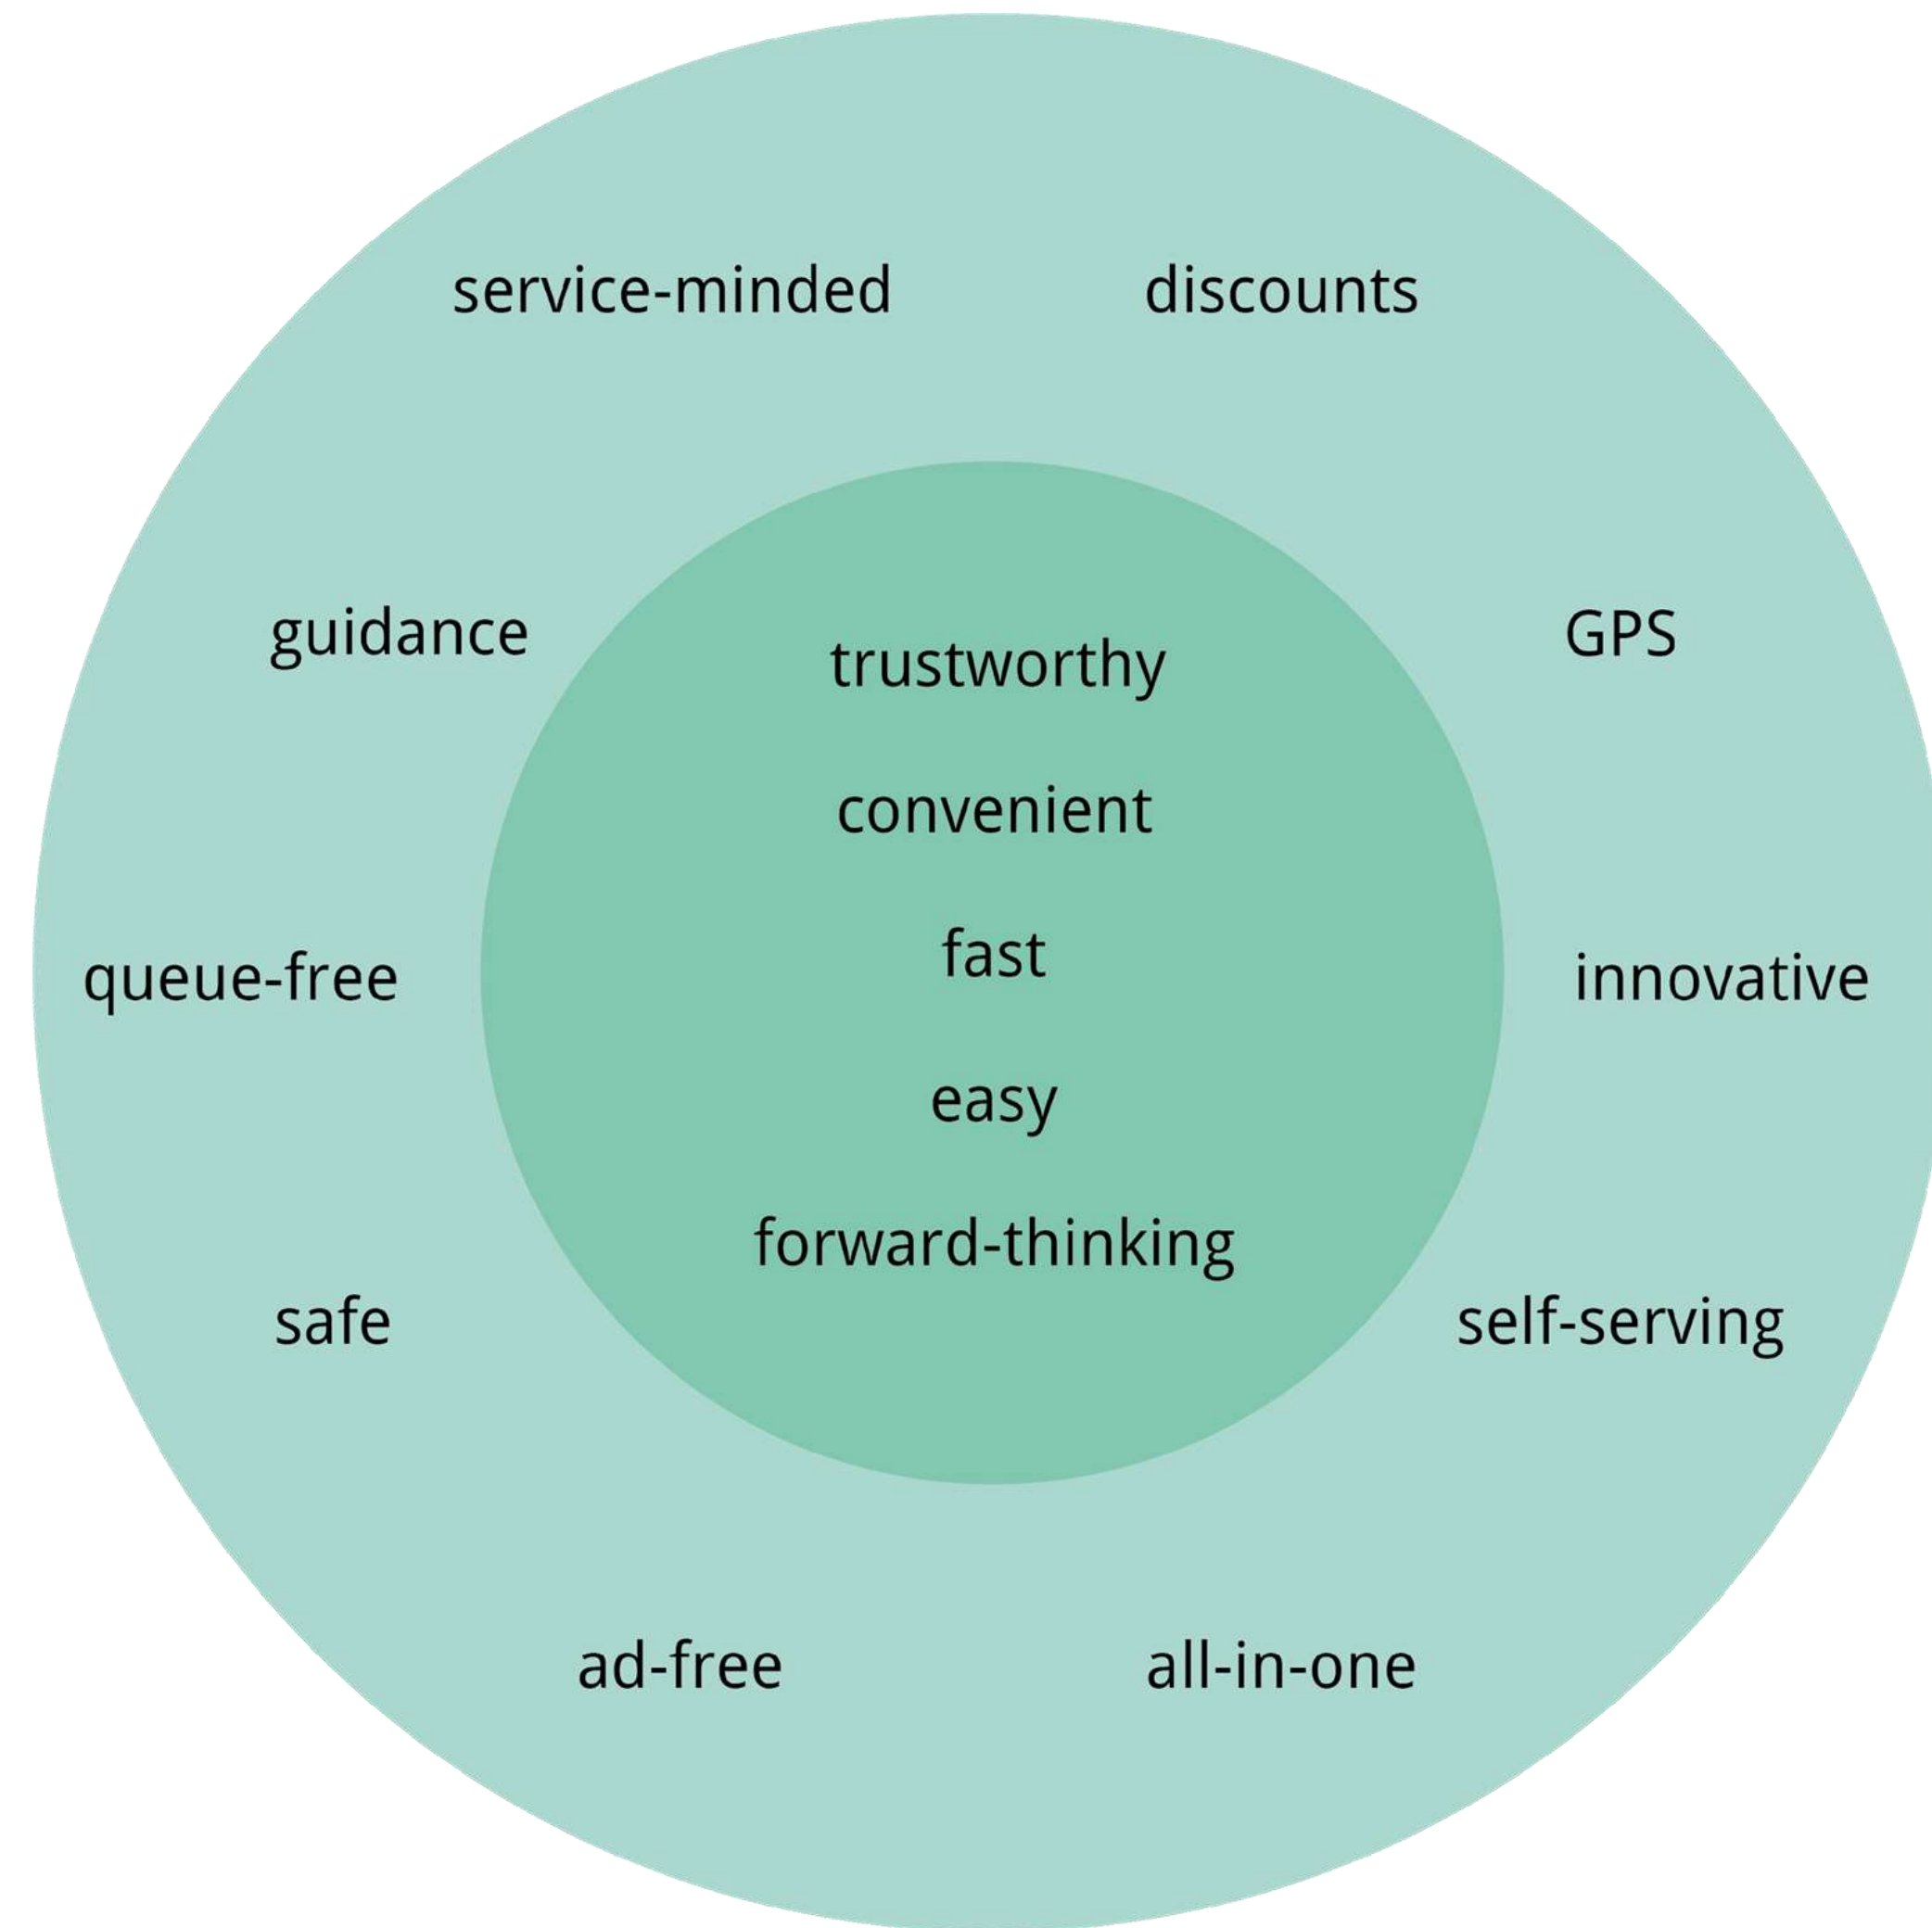 service-minded
discounts
guidance
GPS
trustworthy
convenient
fast
queue-free
innovative
easy
forward-thinking
safe
self-serving
ad-free
all-in-one